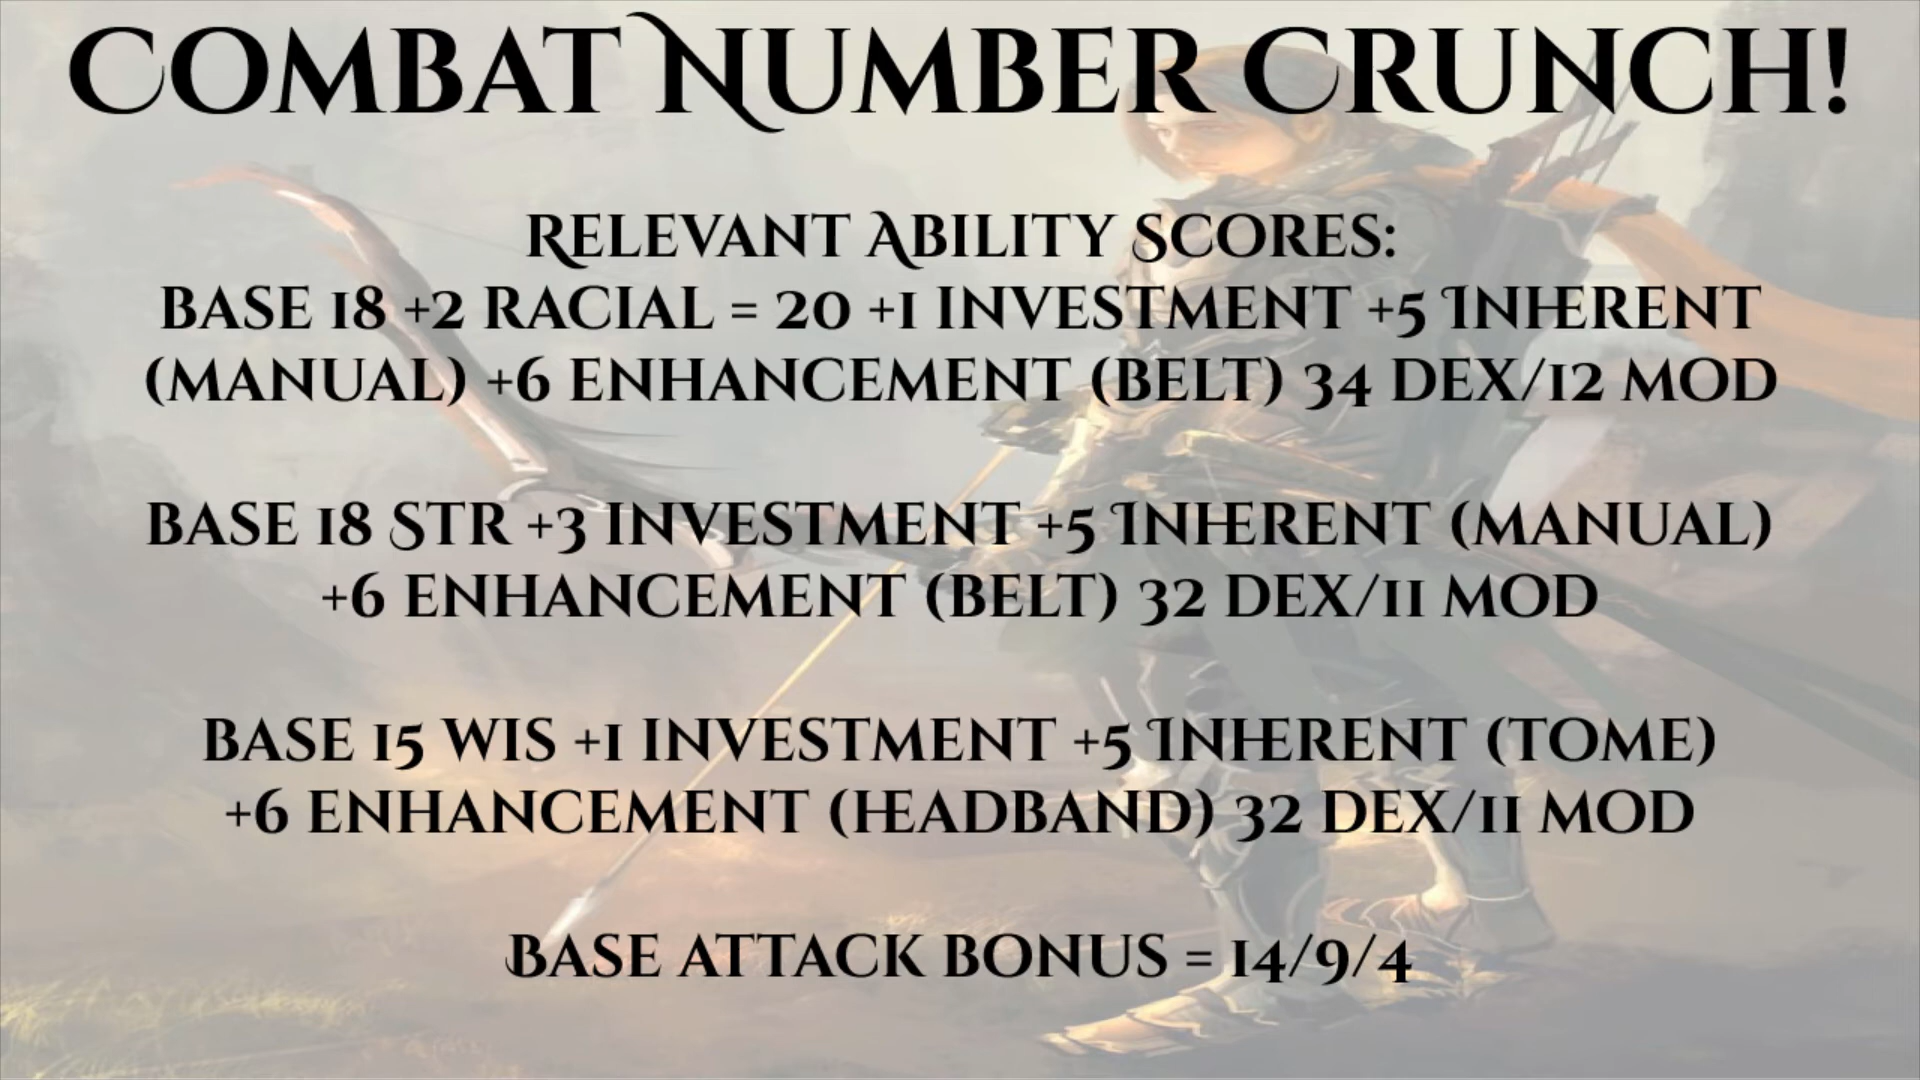 Combat Number Crunch!
Relevant Ability Scores:
Base 18 +2 Racial = 20 +1 Investment +5 Inherent
(Manual) +6 Enhancement (Belt) 34 Dex/12 Mod
Base 18 Str +3 Investment +5 Inherent (Manual)
+6 Enhancement (Belt) 32 Dex/11 Mod
Base 15 Wis +1 Investment +5 Inherent (Tome)
+6 Enhancement (Headband) 32 Dex/11 Mod
Base Attack Bonus = 14/9/4